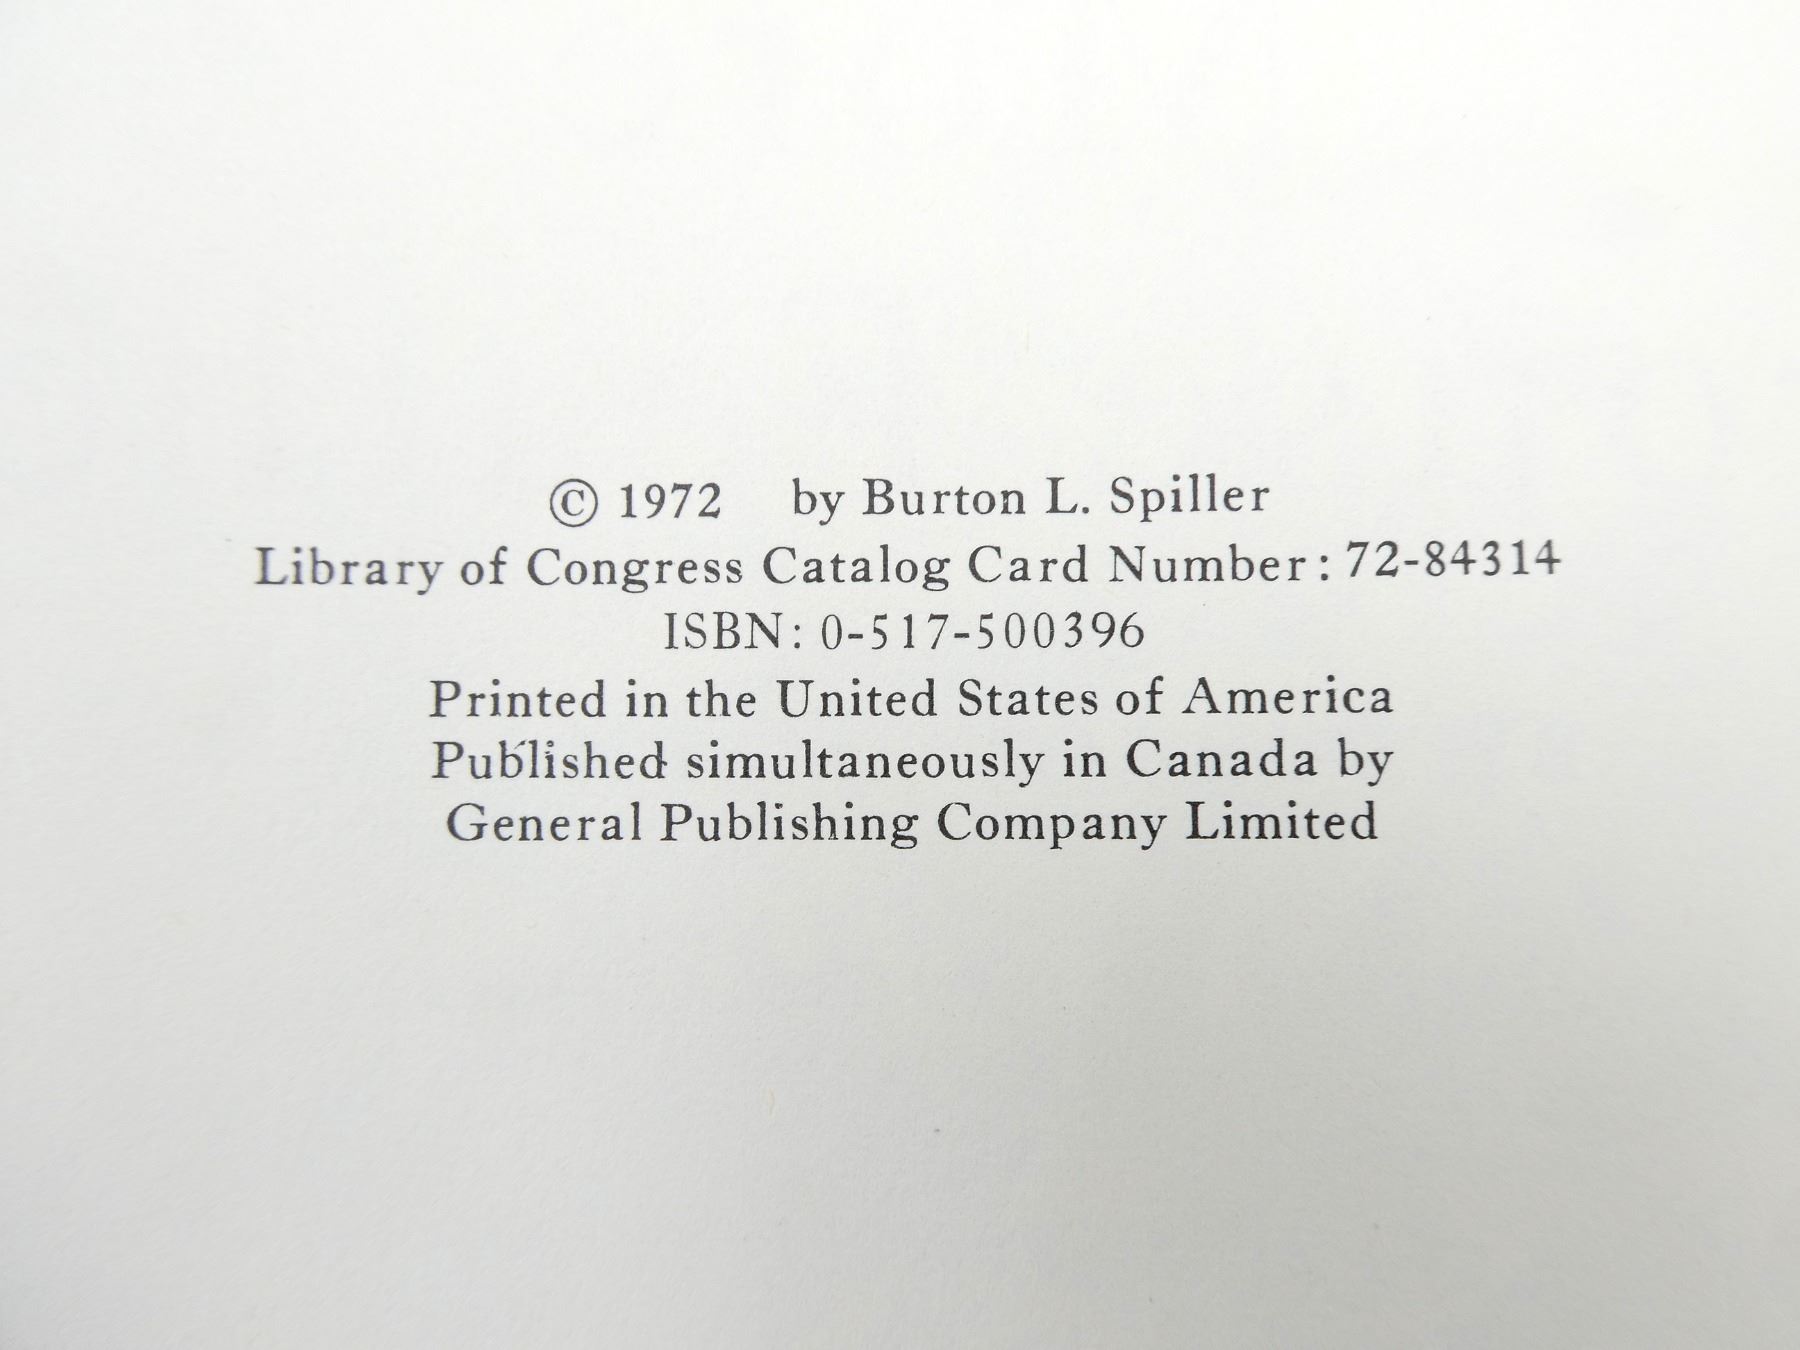 © 1972 by Burton L. Spiller
Library of Congress Catalog Card Number: 72-84314
ISBN: 0-517-500396
Printed in the United States of America
Published simultaneously in Canada by
General Publishing Company Limited